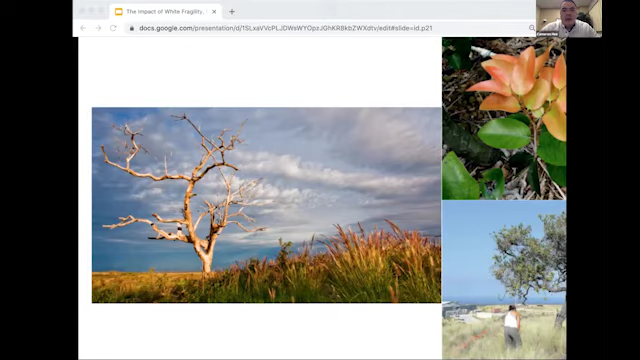 The Impact of White Fragility,
docs.google.com/presentation/d/1SLxaVVcPLJDWsWYOpzJGhKR8kbZWXdtv/edit#slide=id.p21